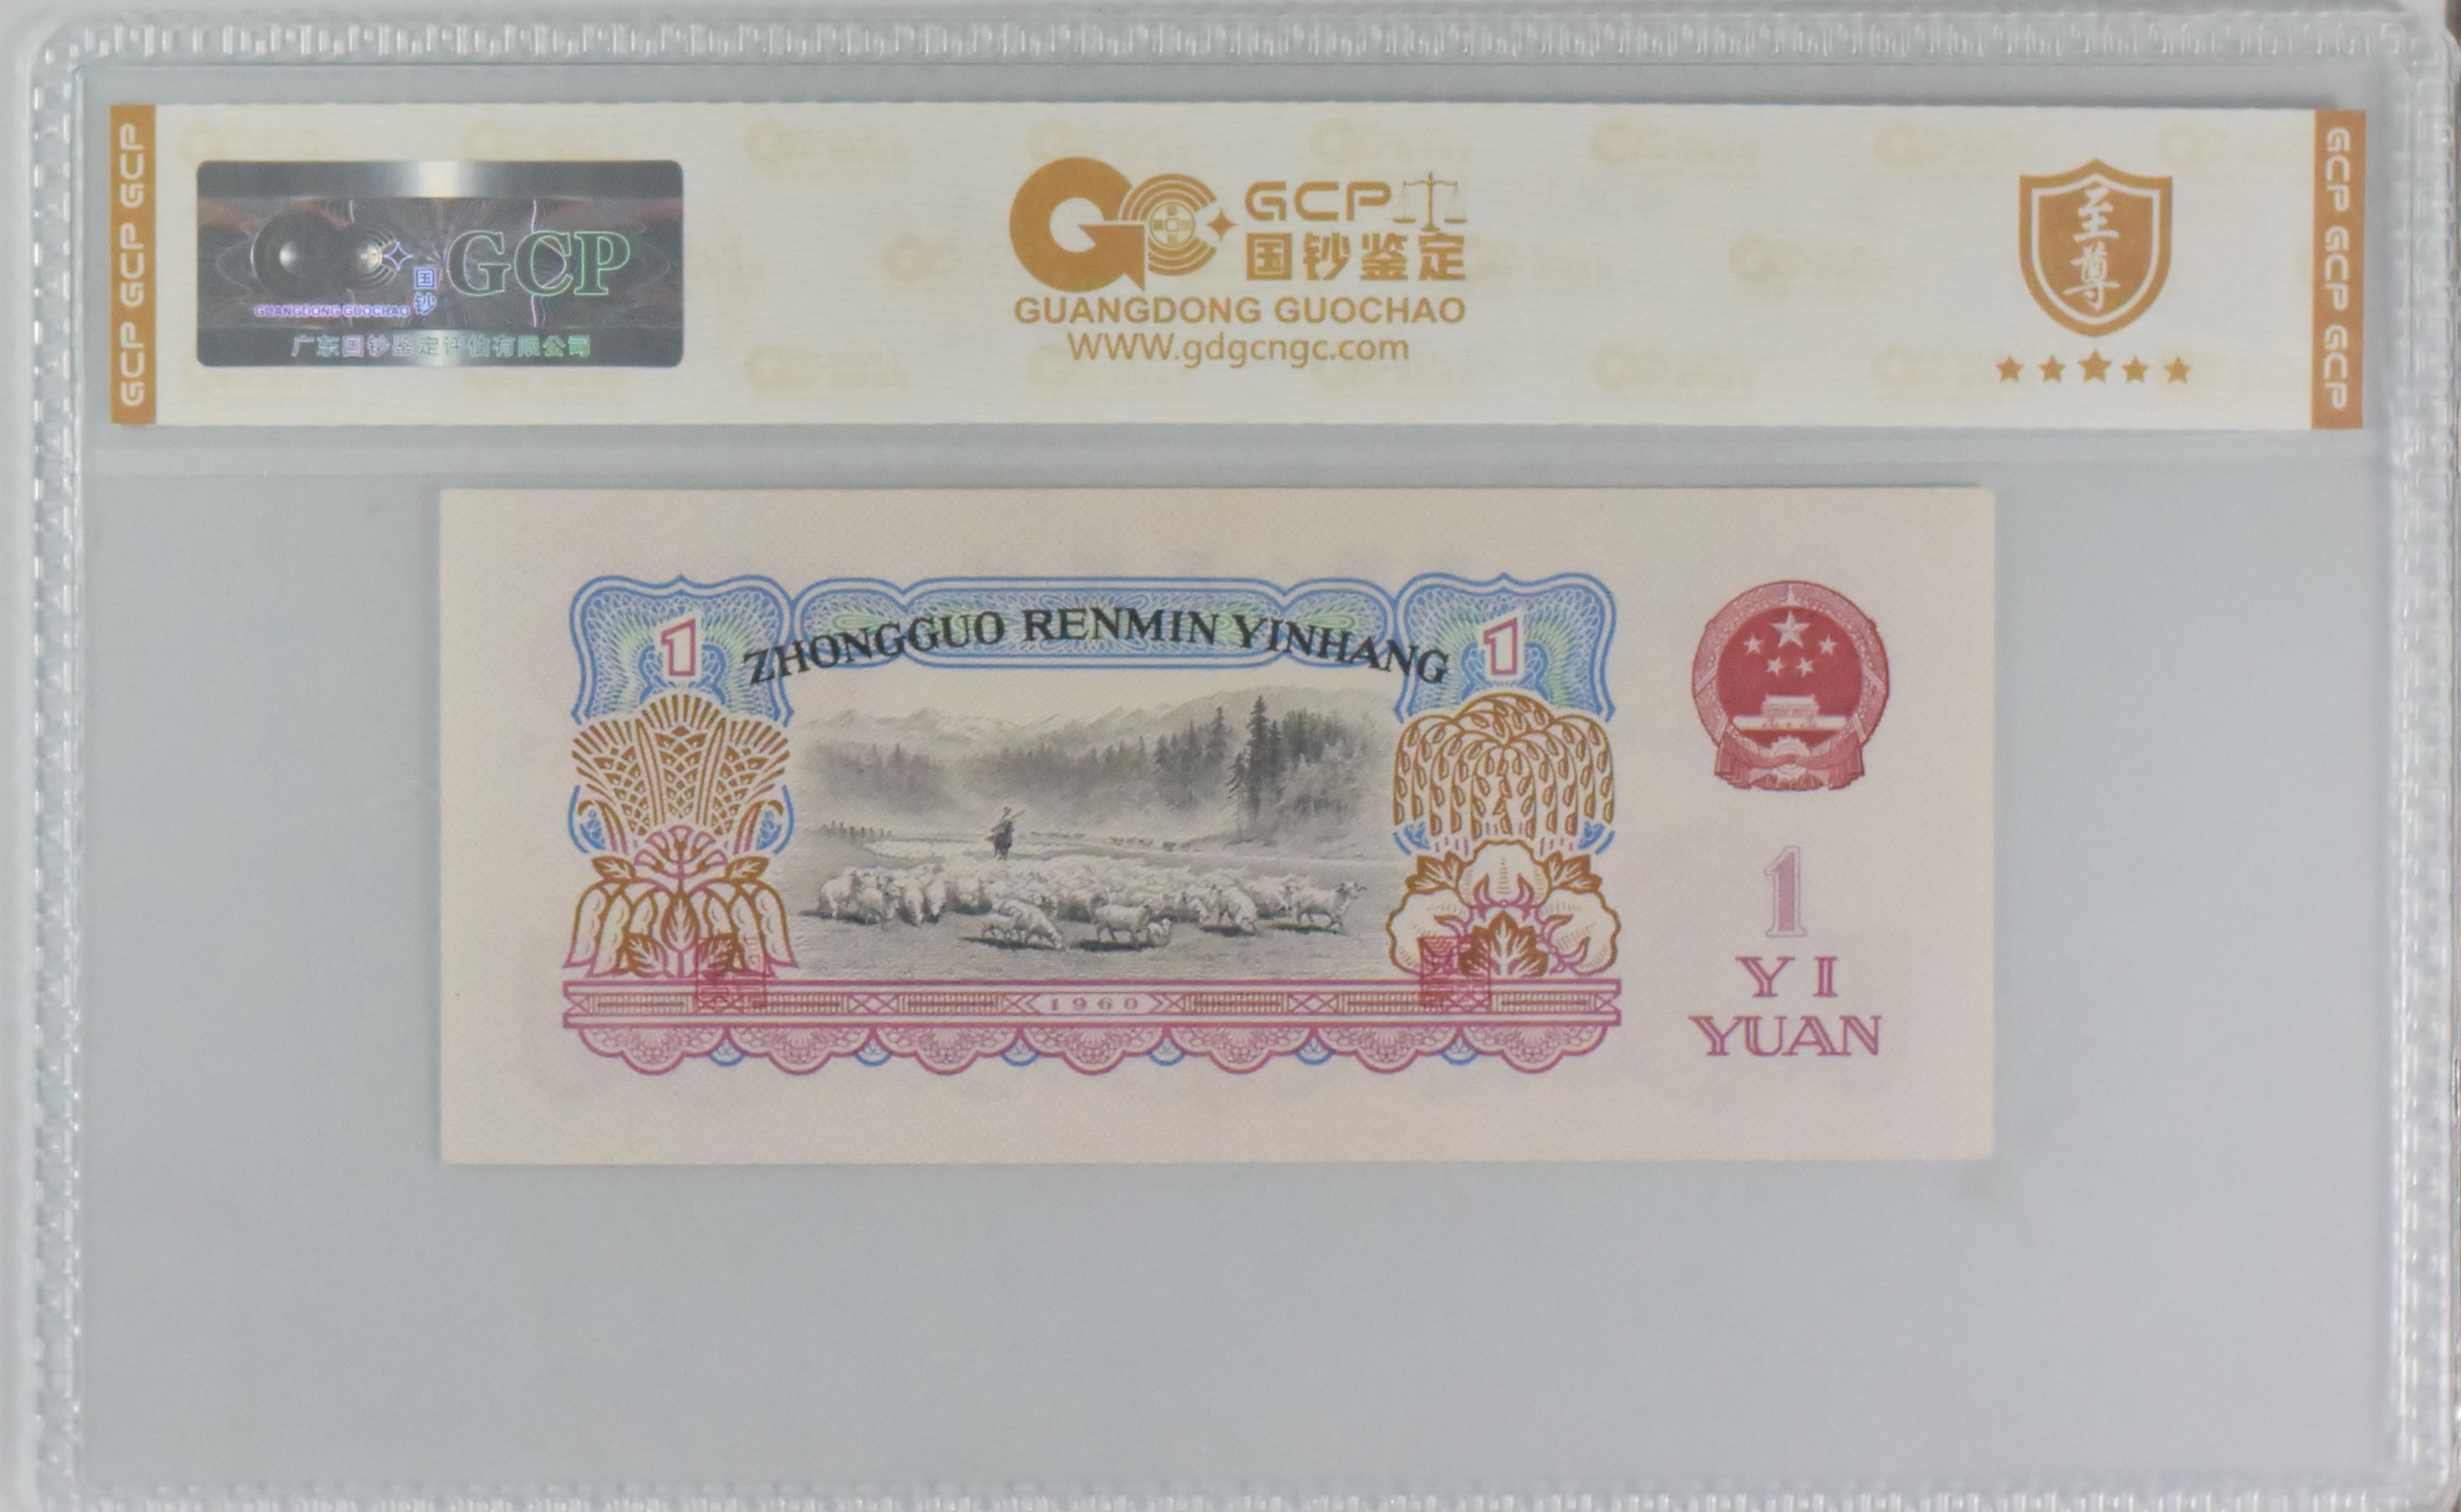 GCP GCP GCP
GCP
国钞
GUANGDONG GUOCHAO
广东国钞鉴定评估有限公司
GCP
国钞鉴定
GUANGDONG GUOCHAO
WWW.gdgcngc.com
至尊
GCP GCP GCP
1
ZHONGGUO RENMIN YINHANG
1
1960
1
YI
YUAN